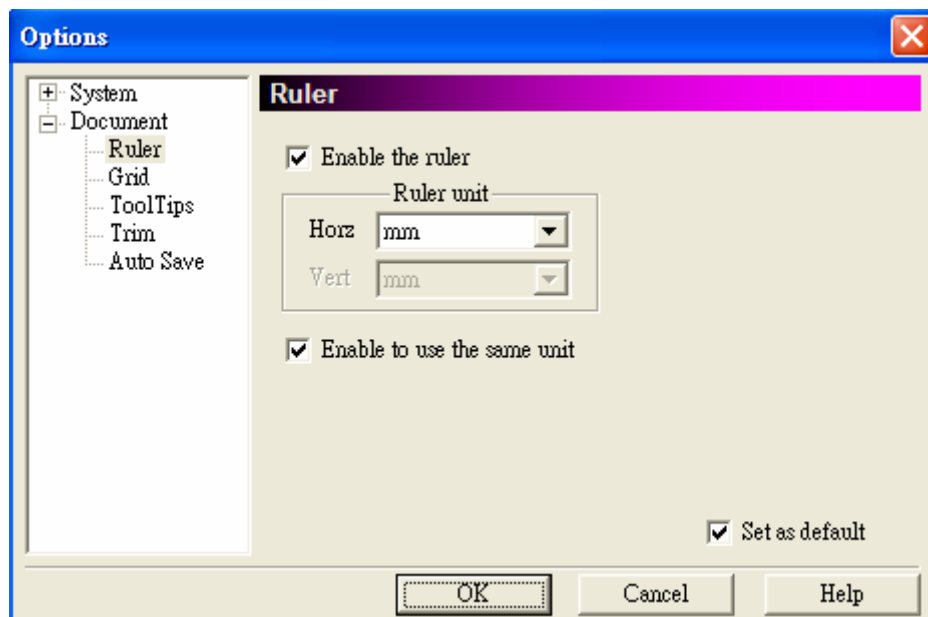 Options
System
Document
Ruler
Grid
ToolTips
Trim
Auto Save
Ruler
Enable the ruler
Ruler unit
Horz mm
Vert mm
Enable to use the same unit
Set as default
OK Cancel Help